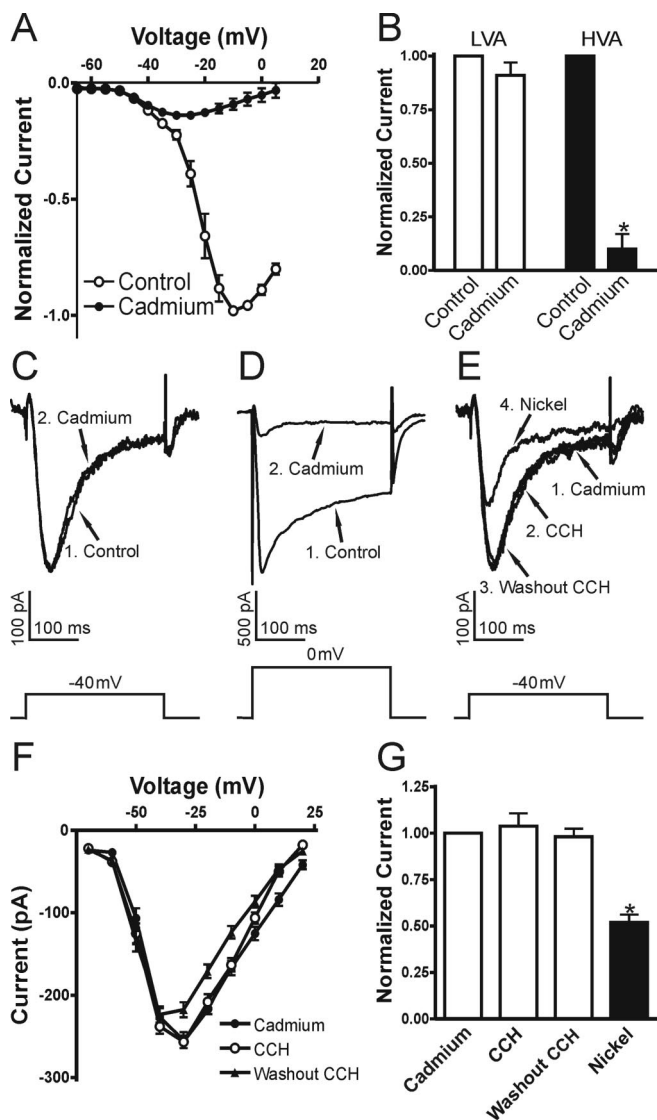 A
Voltage (mV)
-60 -40 -20 20
0.0
-0.5
-1.0
Normalized Current
Control
Cadmium
B
LVA HVA
1.00
0.75
0.50
0.25
0.00
Normalized Current
*
Control
Cadmium
Control
Cadmium
C
2. Cadmium
1. Control
100 pA
100 ms
-40mV
D
2. Cadmium
1. Control
500 pA
100 ms
0mV
E
4. Nickel
1. Cadmium
2. CCH
3. Washout CCH
100 pA
100 ms
-40mV
F
Voltage (mV)
-50 -25 0 25
0
-100
-200
-300
Current (pA)
Cadmium
CCH
Washout CCH
G
1.25
1.00
0.75
0.50
0.25
0.00
Normalized Current
*
Cadmium
CCH
Washout CCH
Nickel